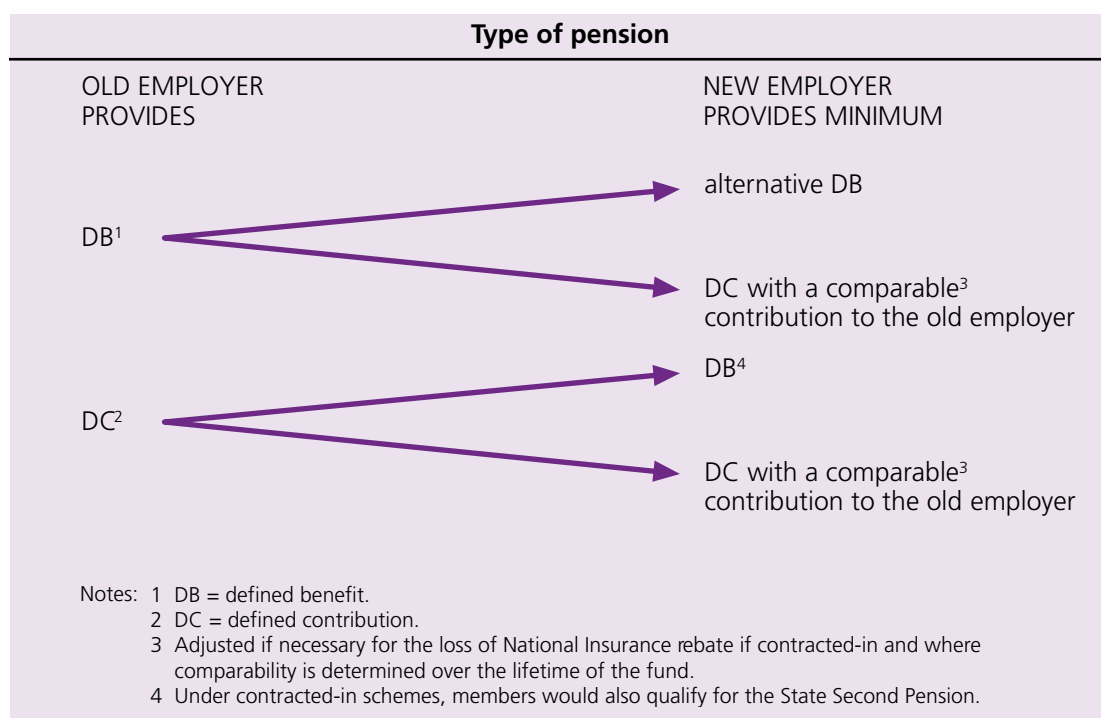 Type of pension
OLD EMPLOYER
PROVIDES
NEW EMPLOYER
PROVIDES MINIMUM
DB¹
alternative DB
DC with a comparable³
contribution to the old employer
DC²
DB⁴
DC with a comparable³
contribution to the old employer
Notes: 1 DB = defined benefit.
2 DC = defined contribution.
3 Adjusted if necessary for the loss of National Insurance rebate if contracted-in and where
comparability is determined over the lifetime of the fund.
4 Under contracted-in schemes, members would also qualify for the State Second Pension.